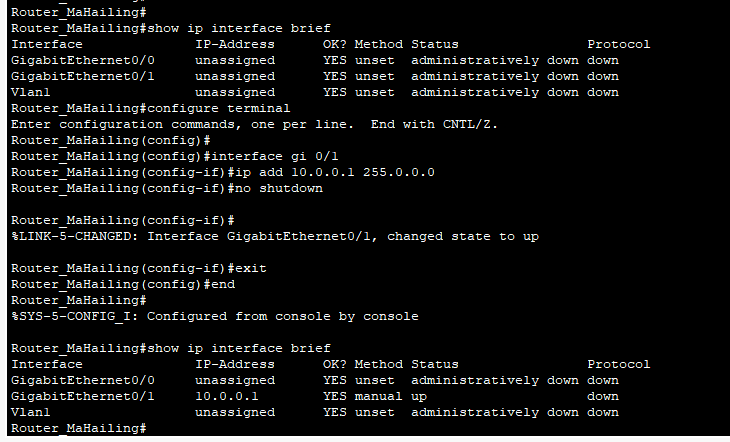 Router_MaHailing#
Router_MaHailing#show ip interface brief
Interface              IP-Address      OK? Method Status                Protocol
GigabitEthernet0/0     unassigned      YES unset  administratively down down
GigabitEthernet0/1     unassigned      YES unset  administratively down down
Vlan1                  unassigned      YES unset  administratively down down
Router_MaHailing#configure terminal
Enter configuration commands, one per line.  End with CNTL/Z.
Router_MaHailing(config)#
Router_MaHailing(config)#interface gi 0/1
Router_MaHailing(config-if)#ip add 10.0.0.1 255.0.0.0
Router_MaHailing(config-if)#no shutdown
Router_MaHailing(config-if)#
%LINK-5-CHANGED: Interface GigabitEthernet0/1, changed state to up
Router_MaHailing(config-if)#exit
Router_MaHailing(config)#end
Router_MaHailing#
%SYS-5-CONFIG_I: Configured from console by console
Router_MaHailing#show ip interface brief
Interface              IP-Address      OK? Method Status                Protocol
GigabitEthernet0/0     unassigned      YES unset  administratively down down
GigabitEthernet0/1     10.0.0.1        YES manual up                    down
Vlan1                  unassigned      YES unset  administratively down down
Router_MaHailing#